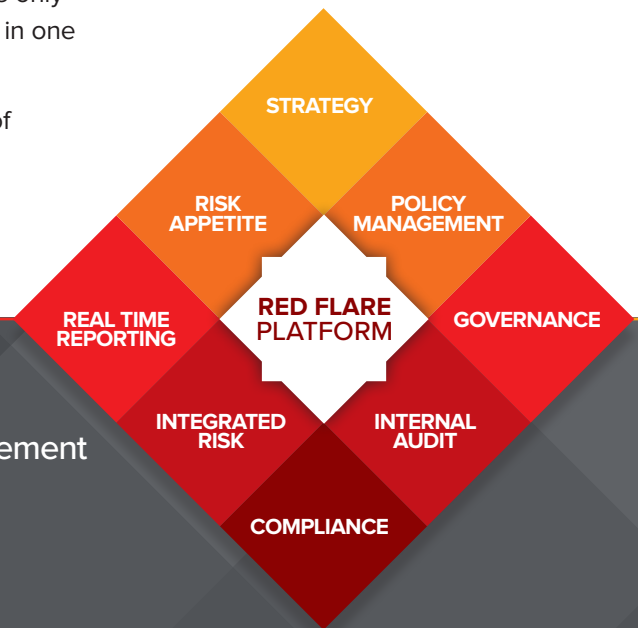 only
in one
of
STRATEGY
RISK
APPETITE
POLICY
MANAGEMENT
REAL TIME
REPORTING
RED FLARE
PLATFORM
GOVERNANCE
INTEGRATED
RISK
INTERNAL
AUDIT
ement
COMPLIANCE